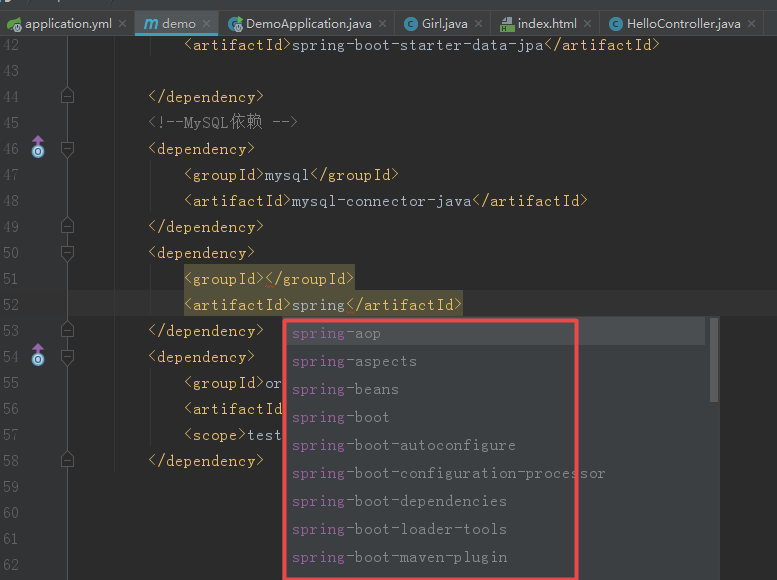 application.yml demo DemoApplication.java Girl.java index.html HelloController.java
42 <artifactId>spring-boot-starter-data-jpa</artifactId>
43
44 </dependency>
45 <!--MySQL依赖 -->
46 <dependency>
47 <groupId>mysql</groupId>
48 <artifactId>mysql-connector-java</artifactId>
49 </dependency>
50 <dependency>
51 <groupId></groupId>
52 <artifactId>spring</artifactId>
53 </dependency>
spring-aop
54 <dependency>
spring-aspects
55 <groupId>or
spring-beans
56 <artifactId
spring-boot
57 <scope>test
spring-boot-autoconfigure
58 </dependency>
spring-boot-configuration-processor
59
spring-boot-dependencies
60
spring-boot-loader-tools
61
spring-boot-maven-plugin
62